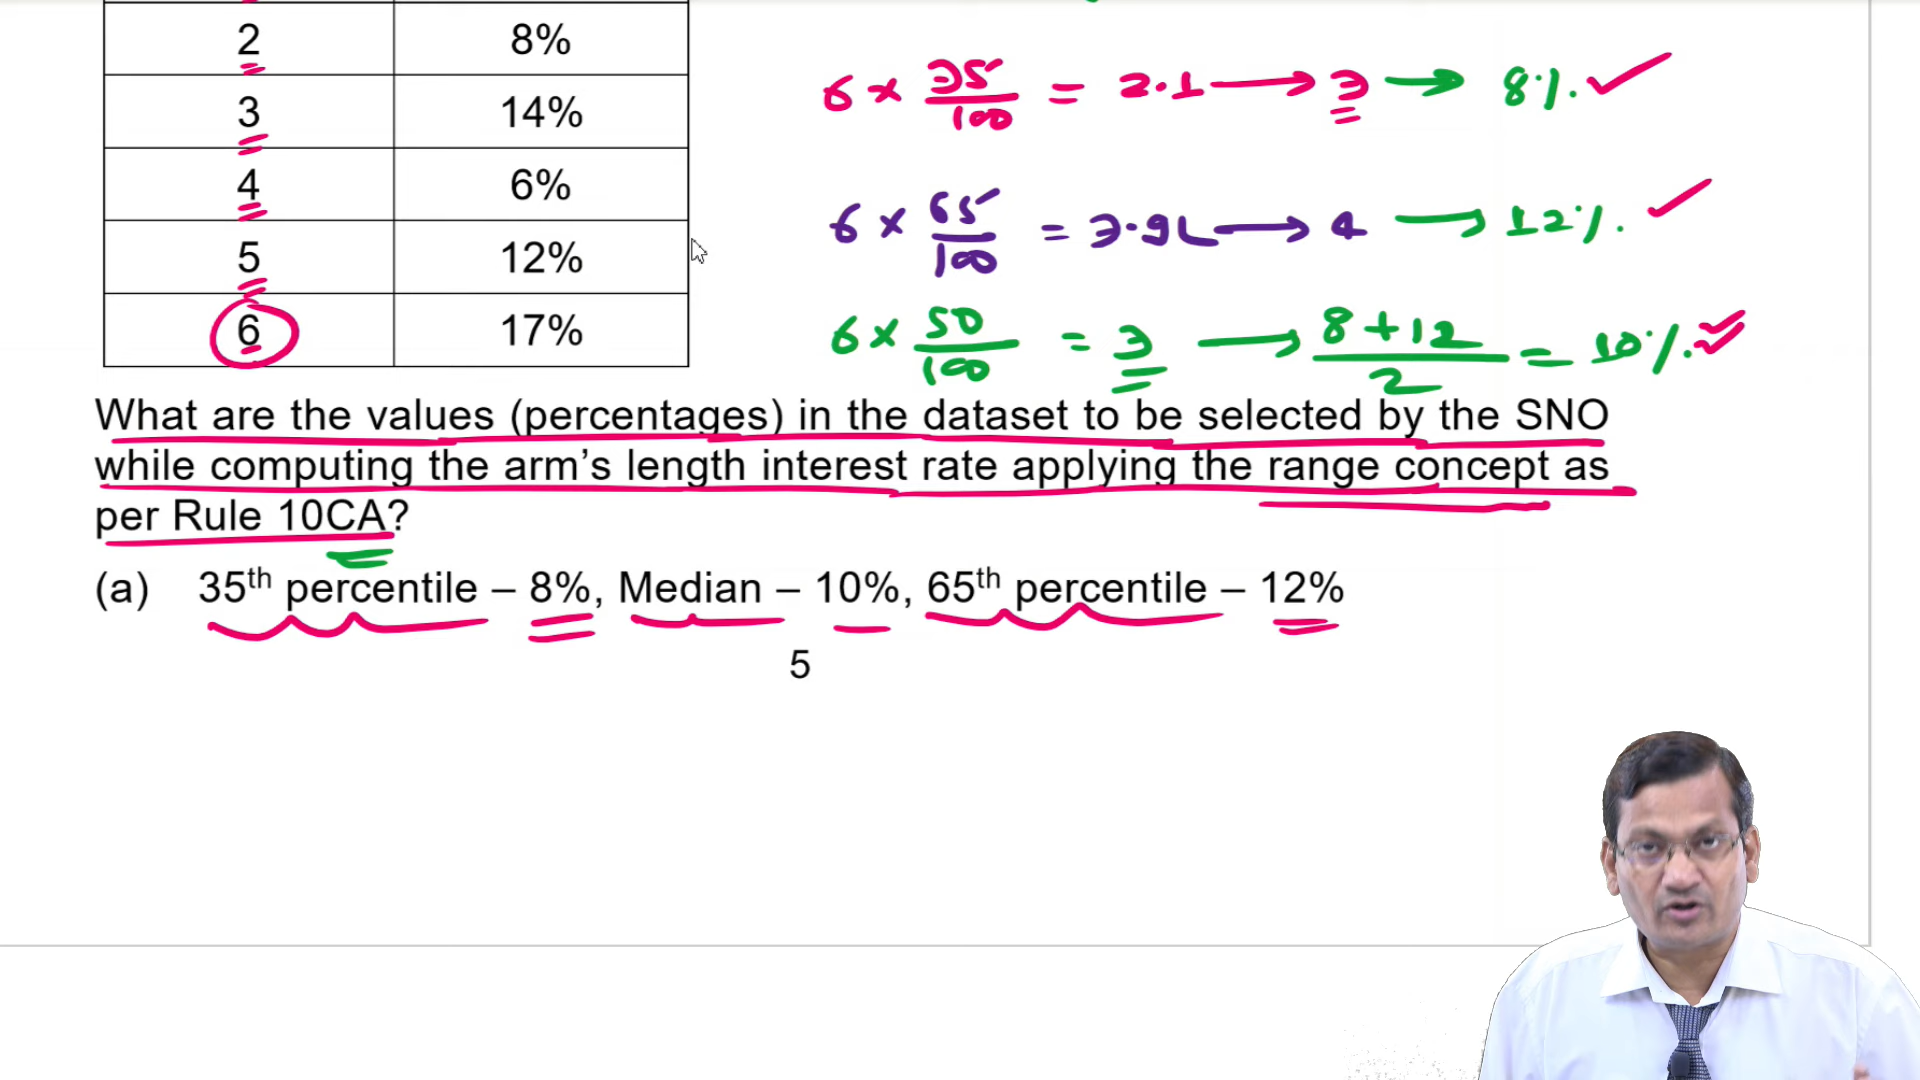 2 8%
6 × 35/100 = 2.1 → 3 → 8%. ✓
3 14%
4 6%
6 × 65/100 = 3.9 → 4 → 12%. ✓
5 12%
6 17%
6 × 50/100 = 3 → 8+12/2 = 10%. ✓
What are the values (percentages) in the dataset to be selected by the SNO
while computing the arm’s length interest rate applying the range concept as
per Rule 10CA?
(a) 35th percentile – 8%, Median – 10%, 65th percentile – 12%
5